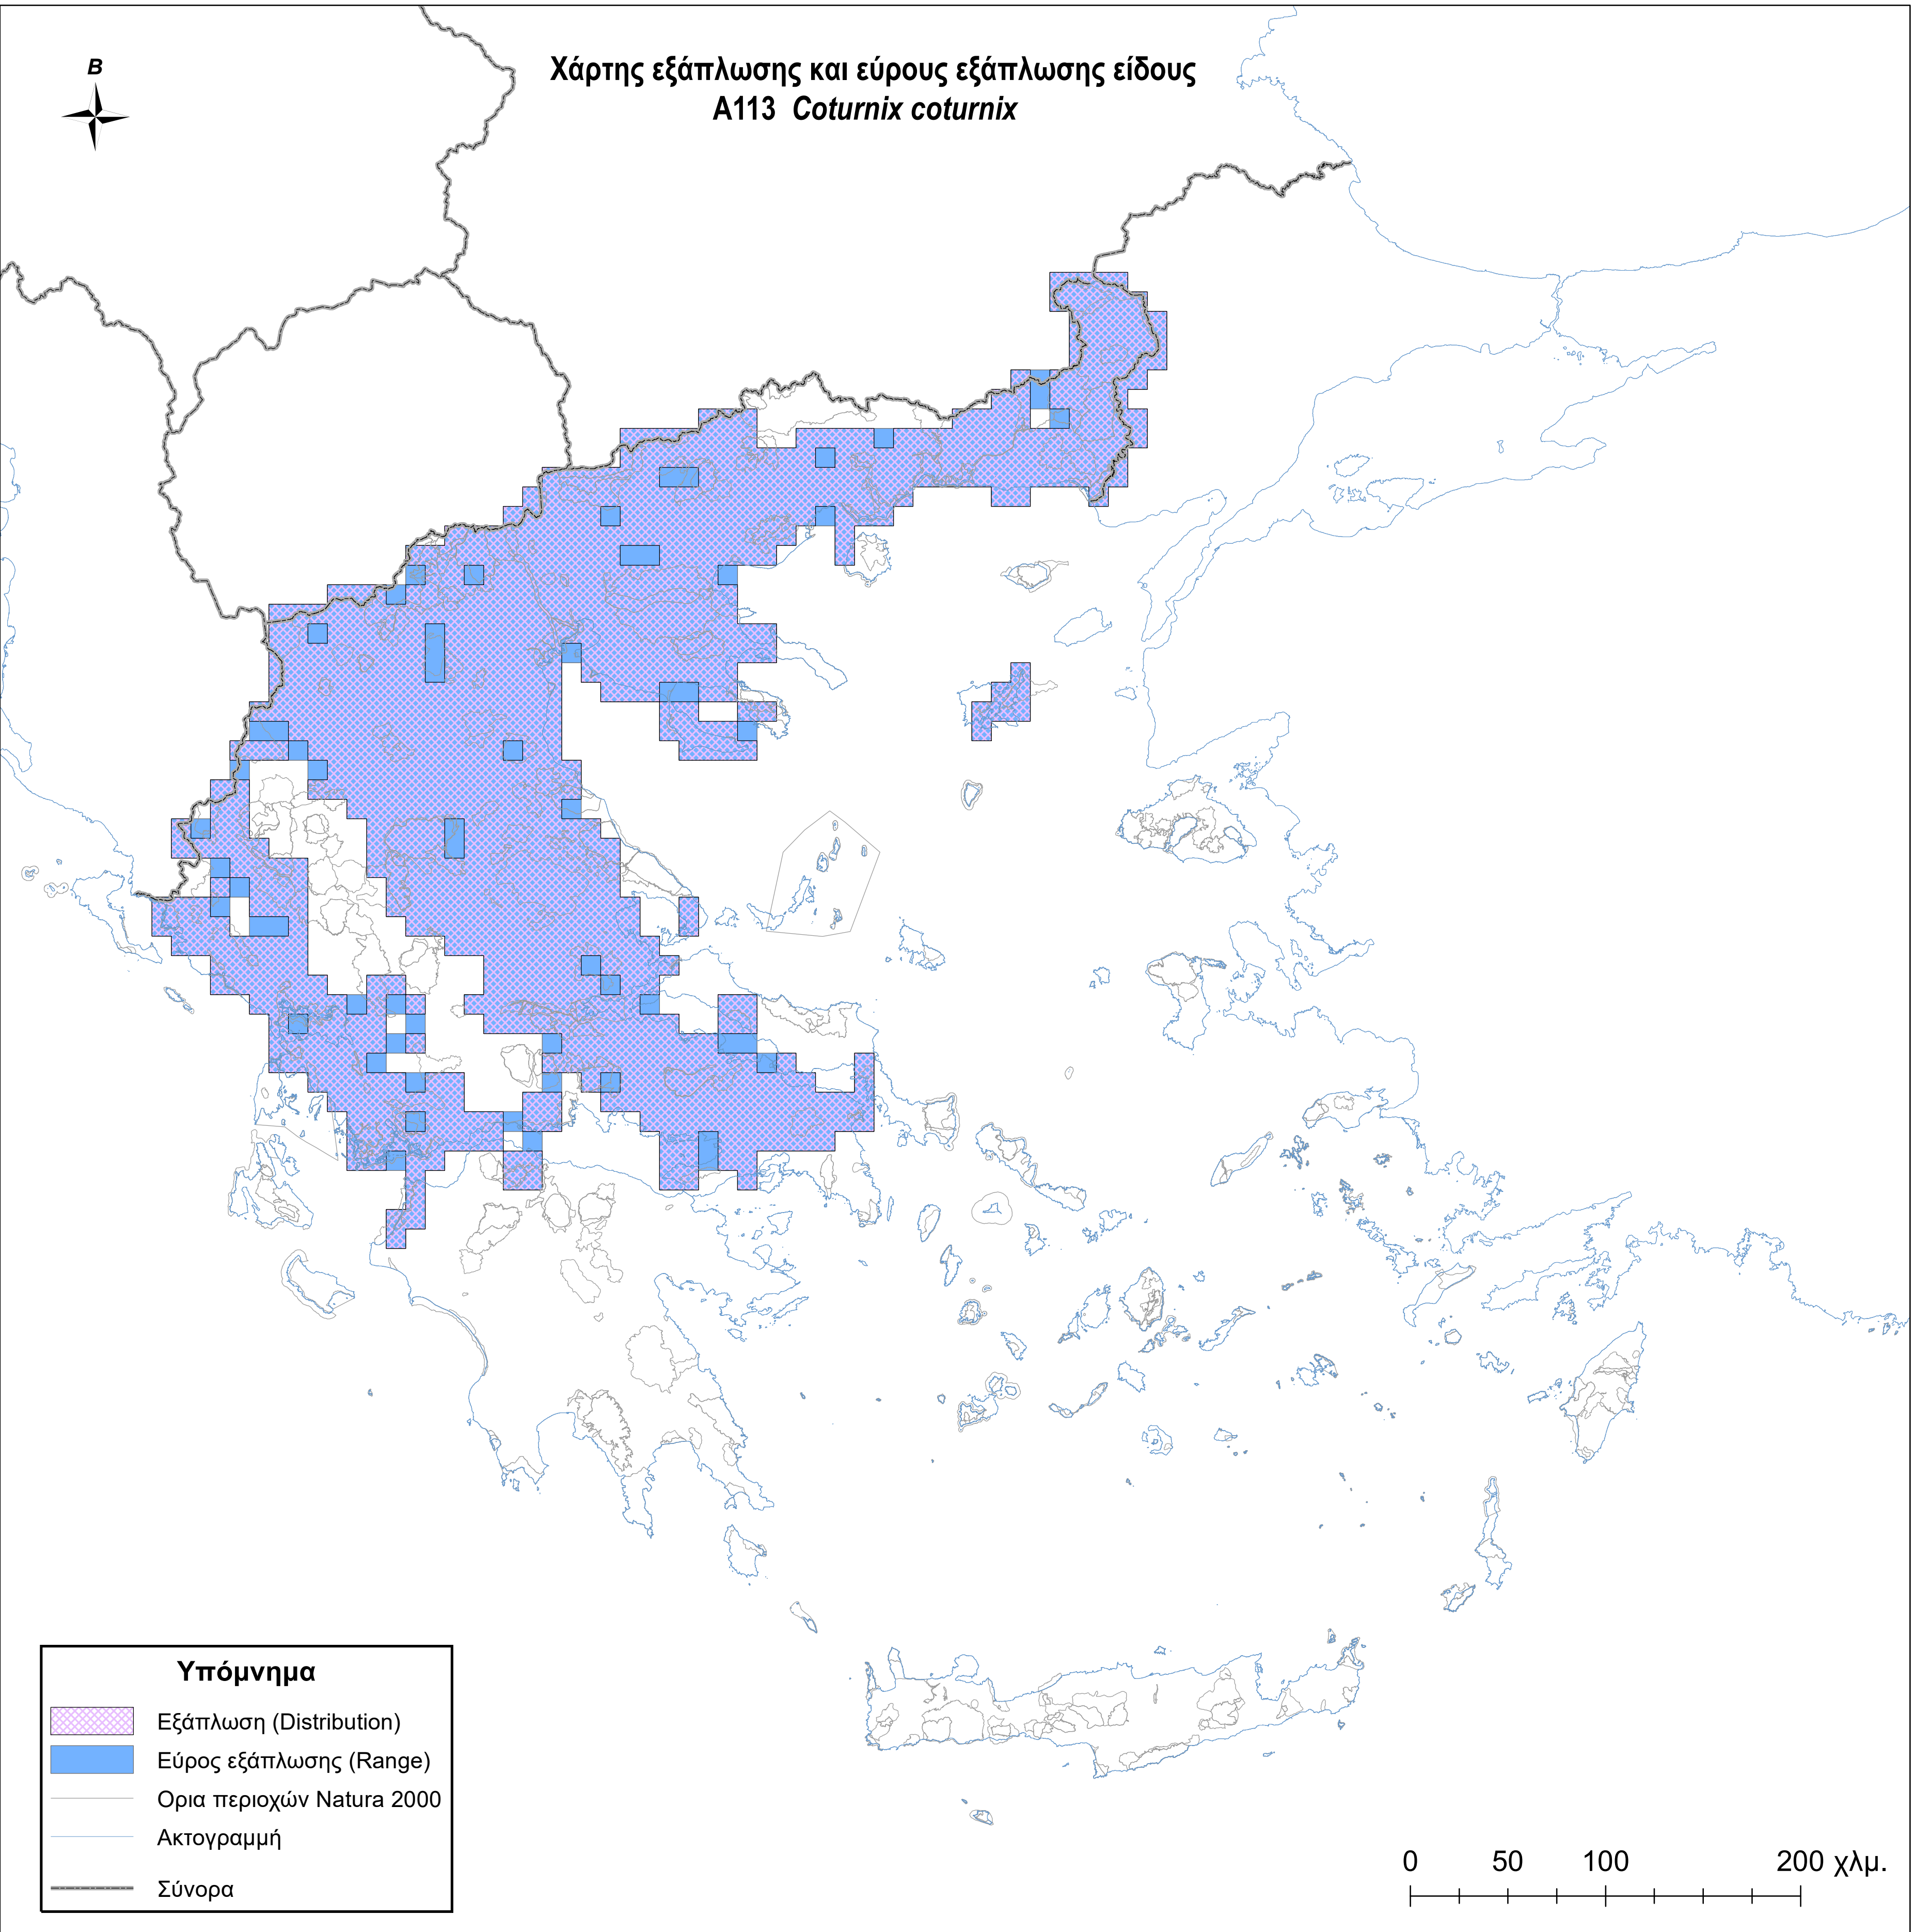 Β
Χάρτης εξάπλωσης και εύρους εξάπλωσης είδους
A113 Coturnix coturnix
Υπόμνημα
Εξάπλωση (Distribution)
Εύρος εξάπλωσης (Range)
Ορια περιοχών Natura 2000
Ακτογραμμή
Σύνορα
0 50 100 200 χλμ.